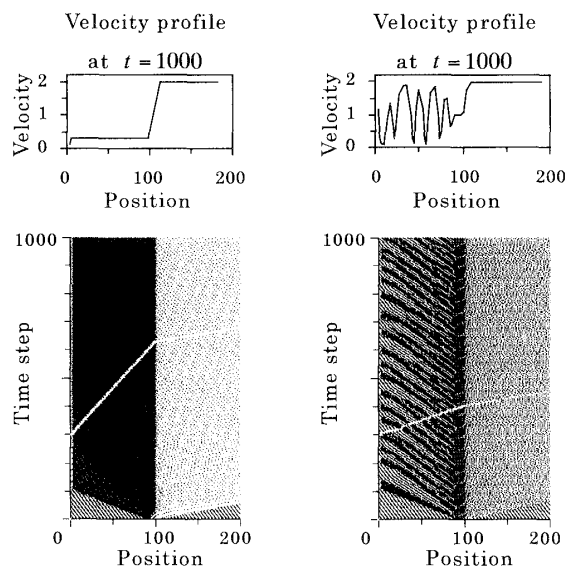 Velocity profile
at t = 1000
Velocity
2
1
0
0 100 200
Position
1000
Time step
0 100 200
Position
Velocity profile
at t = 1000
Velocity
2
1
0
0 100 200
Position
1000
Time step
0 100 200
Position